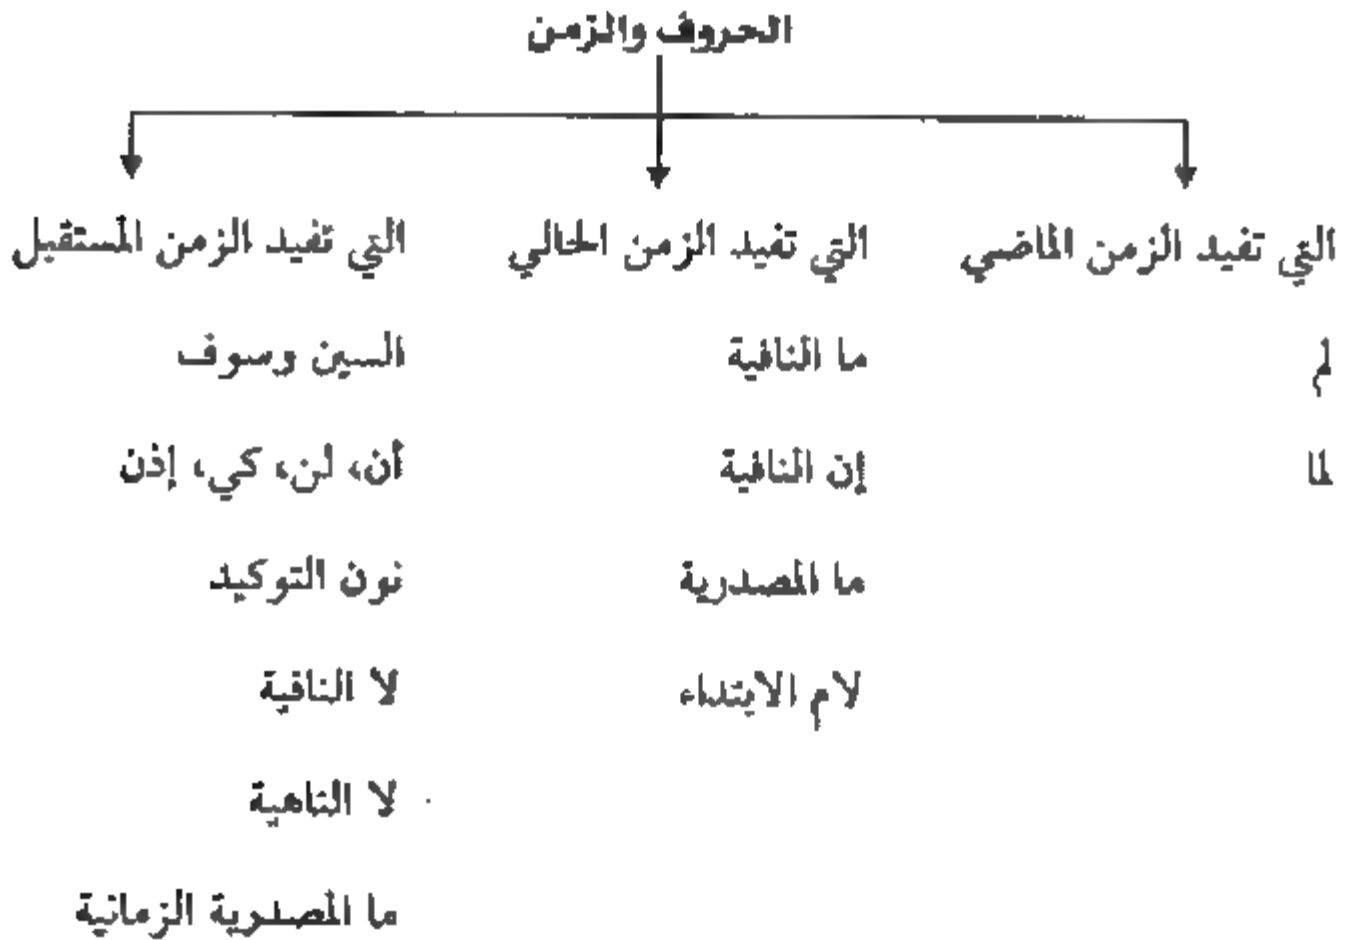 الحروف والزمن
التي تفيد الزمن الماضي
لم
لما
التي تفيد الزمن الحالي
ما النافية
إن النافية
ما المصدرية
لام الابتداء
التي تفيد الزمن المستقبل
السين وسوف
أن، لن، كي، إذن
نون التوكيد
لا النافية
لا الناهية
ما المصدرية الزمانية